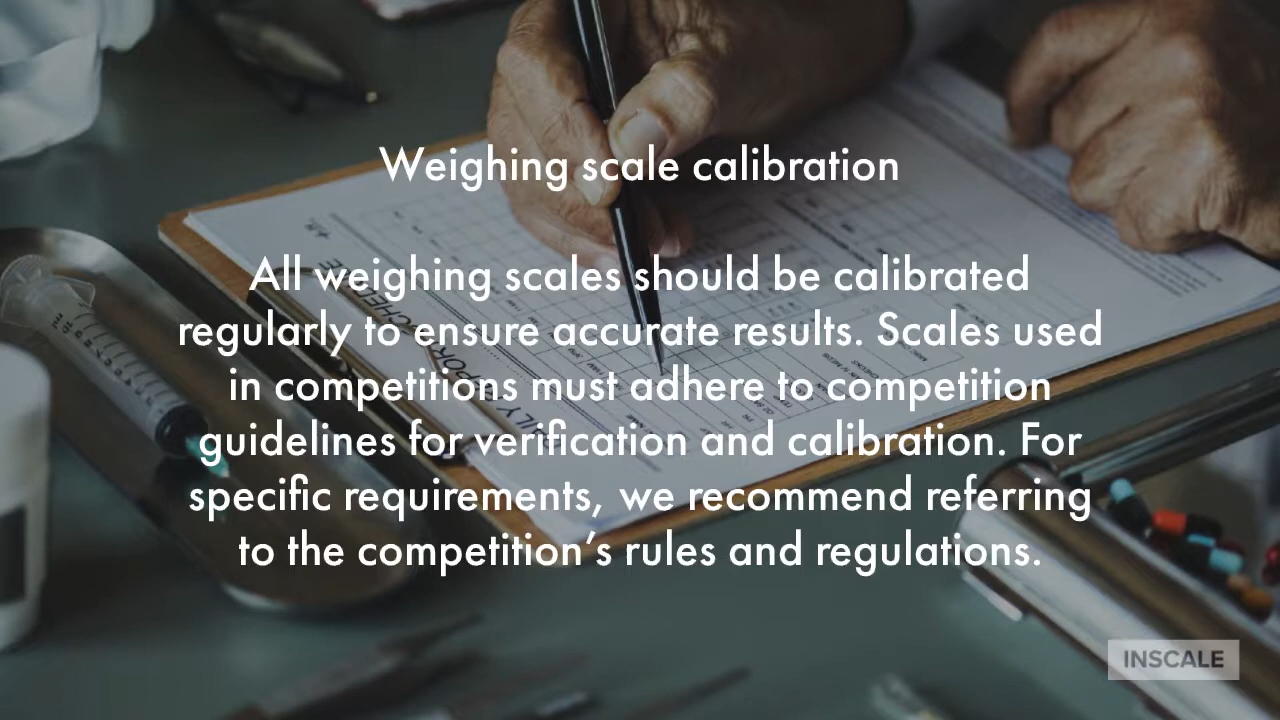 Weighing scale calibration
All weighing scales should be calibrated
regularly to ensure accurate results. Scales used
in competitions must adhere to competition
guidelines for verification and calibration. For
specific requirements, we recommend referring
to the competition’s rules and regulations.
INSCALE